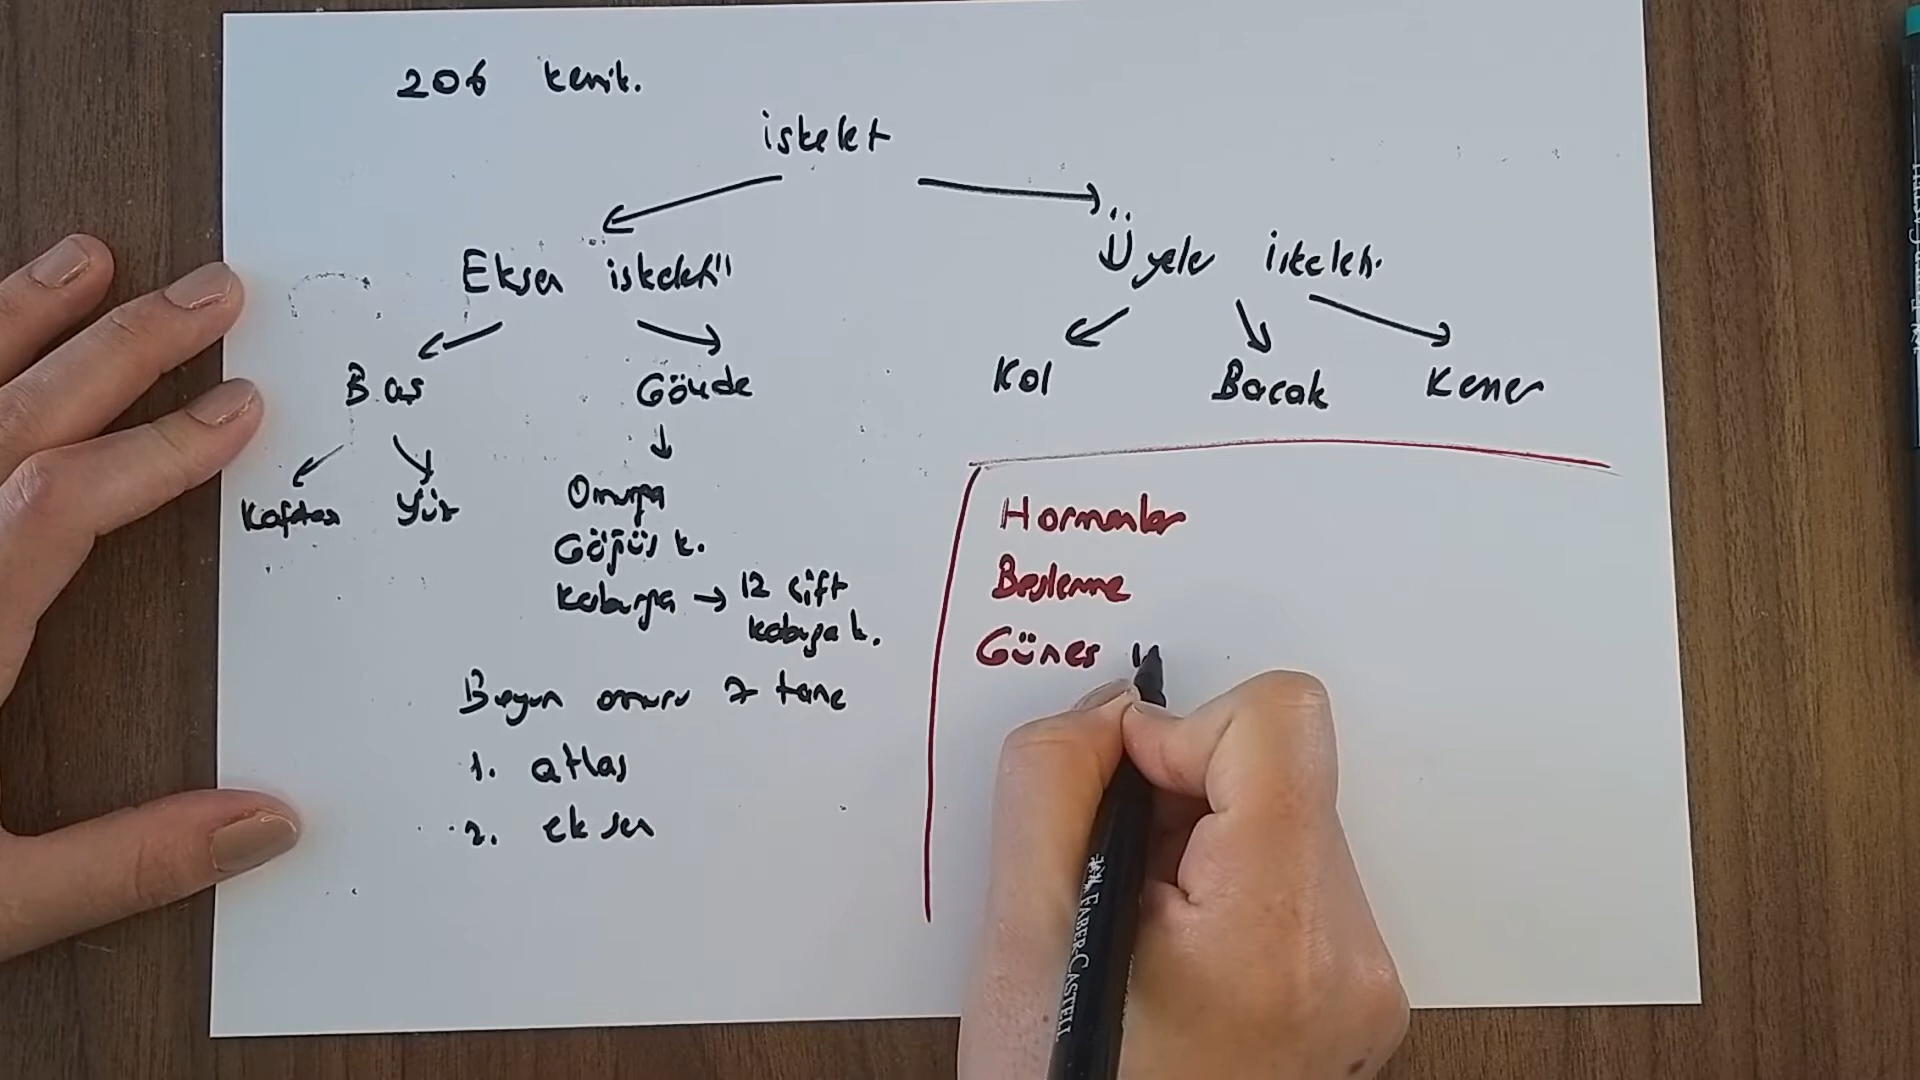 206 kemik.
iskelet
Eksen iskeleti
Üyeler iskeleti
Baş
Gövde
Kol
Bacak
Kemer
Kafatası
Yüz
Omurga
Göğüs k.
Kaburga → 12 çift
kaburga k.
Boyun omuru 7 tane
1. atlas
2. eksen
Hormonlar
Beslenme
Güneş
FABER-CASTELL